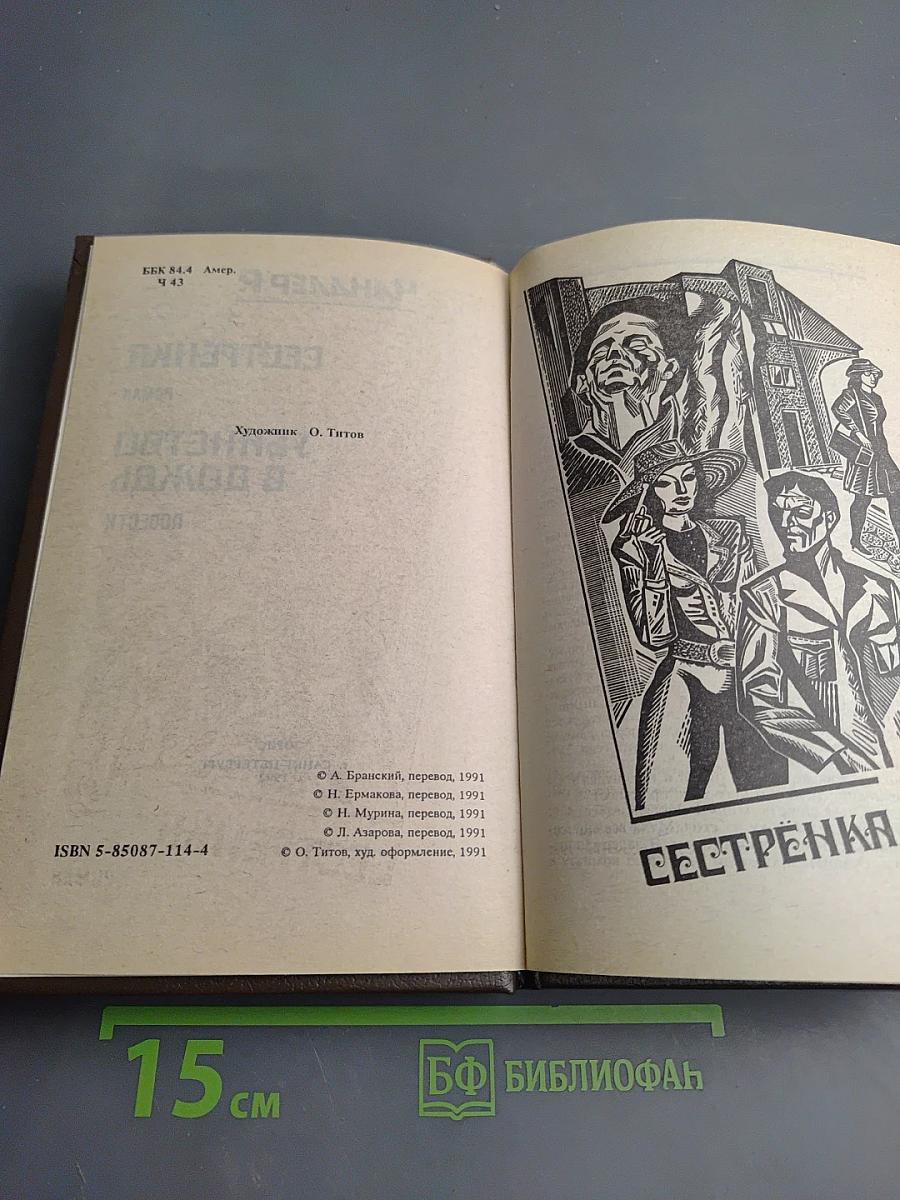 ББК 84.4 Амер.
Ч 43
Художник О. Титов
© А. Бранский, перевод, 1991
© Н. Ермакова, перевод, 1991
© Н. Мурина, перевод, 1991
© Л. Азарова, перевод, 1991
ISBN 5-85087-114-4 © О. Титов, худ. оформление, 1991
СЕСТРЁНКА
15 см
БФ БИБЛИОФАН